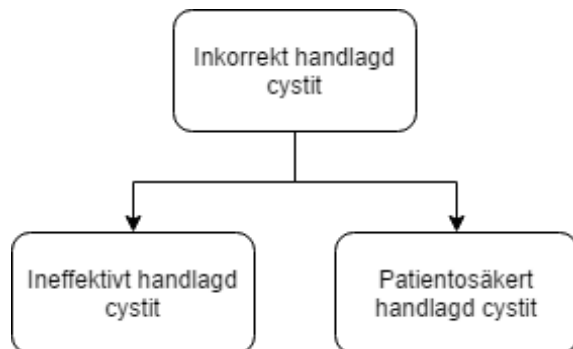 Inkorrekt handlagd
cystit
Ineffektivt handlagd
cystit
Patientosäkert
handlagd cystit